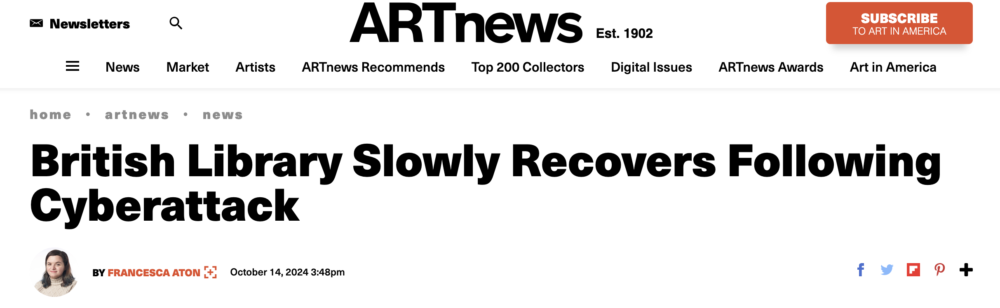 Newsletters
ARTnews Est. 1902
SUBSCRIBE
TO ART IN AMERICA
News Market Artists ARTnews Recommends Top 200 Collectors Digital Issues ARTnews Awards Art in America
home • artnews • news
British Library Slowly Recovers Following
Cyberattack
BY FRANCESCA ATON October 14, 2024 3:48pm